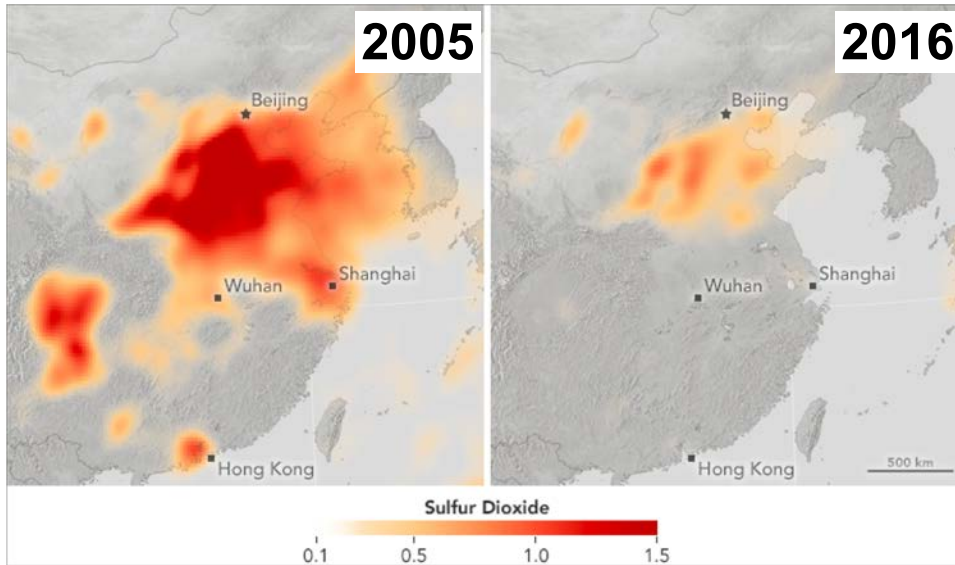 2005
2016
Beijing
Wuhan
Shanghai
Hong Kong
Beijing
Wuhan
Shanghai
Hong Kong
500 km
Sulfur Dioxide
0.1 0.5 1.0 1.5